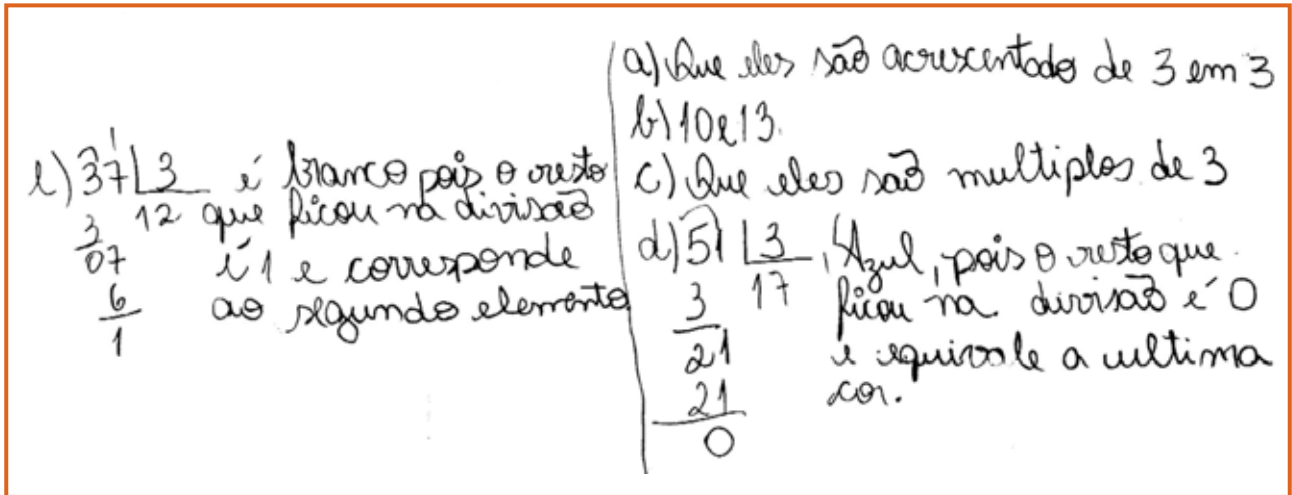 a) Que eles são acrescentado de 3 em 3
b) 10 e 13.
c) Que eles são multiplos de 3
d) 51 | 3 , Azul, pois o resto que
3 17 ficou na divisão é 0
21 e equivale a ultima
21 cor.
0
e) 37 | 3 é branco pois o resto
3 12 que ficou na divisão
07 é 1 e corresponde
6 ao segundo elemento
1